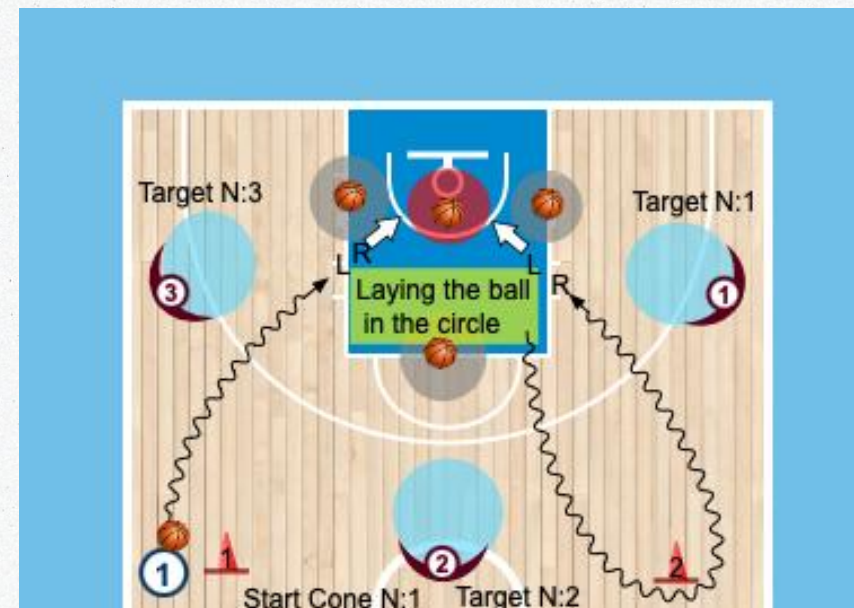 Target N:3
Target N:1
L R
L R
3
1
Laying the ball
in the circle
1
1
2
2
Start Cone N:1
Target N:2